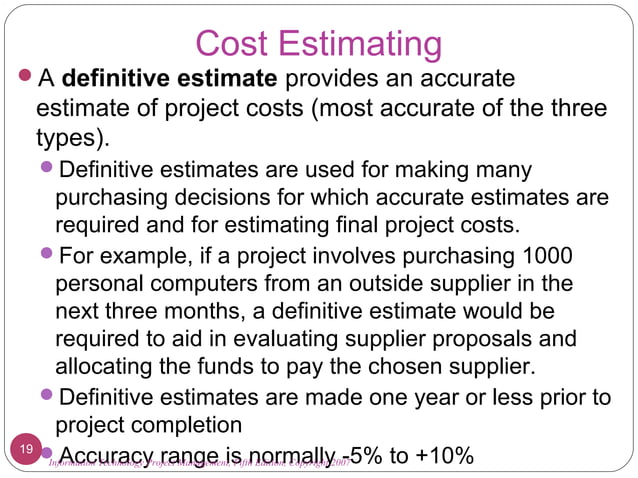 Cost Estimating
A definitive estimate provides an accurate
estimate of project costs (most accurate of the three
types).
Definitive estimates are used for making many
purchasing decisions for which accurate estimates are
required and for estimating final project costs.
For example, if a project involves purchasing 1000
personal computers from an outside supplier in the
next three months, a definitive estimate would be
required to aid in evaluating supplier proposals and
allocating the funds to pay the chosen supplier.
Definitive estimates are made one year or less prior to
project completion
19
Accuracy range is normally -5% to +10%
Information Technology Project Management, Fifth Edition, Copyright 2007